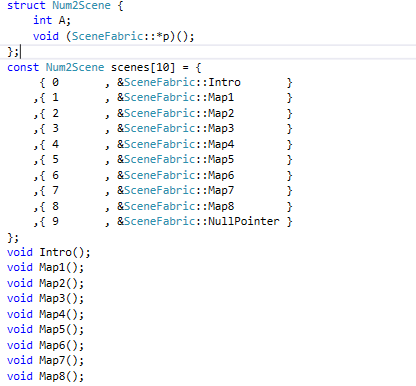 struct Num2Scene {
    int A;
    void (SceneFabric::*p)();
};
const Num2Scene scenes[10] = {
     { 0       , &SceneFabric::Intro       }
    ,{ 1       , &SceneFabric::Map1        }
    ,{ 2       , &SceneFabric::Map2        }
    ,{ 3       , &SceneFabric::Map3        }
    ,{ 4       , &SceneFabric::Map4        }
    ,{ 5       , &SceneFabric::Map5        }
    ,{ 6       , &SceneFabric::Map6        }
    ,{ 7       , &SceneFabric::Map7        }
    ,{ 8       , &SceneFabric::Map8        }
    ,{ 9       , &SceneFabric::NullPointer }
};
void Intro();
void Map1();
void Map2();
void Map3();
void Map4();
void Map5();
void Map6();
void Map7();
void Map8();